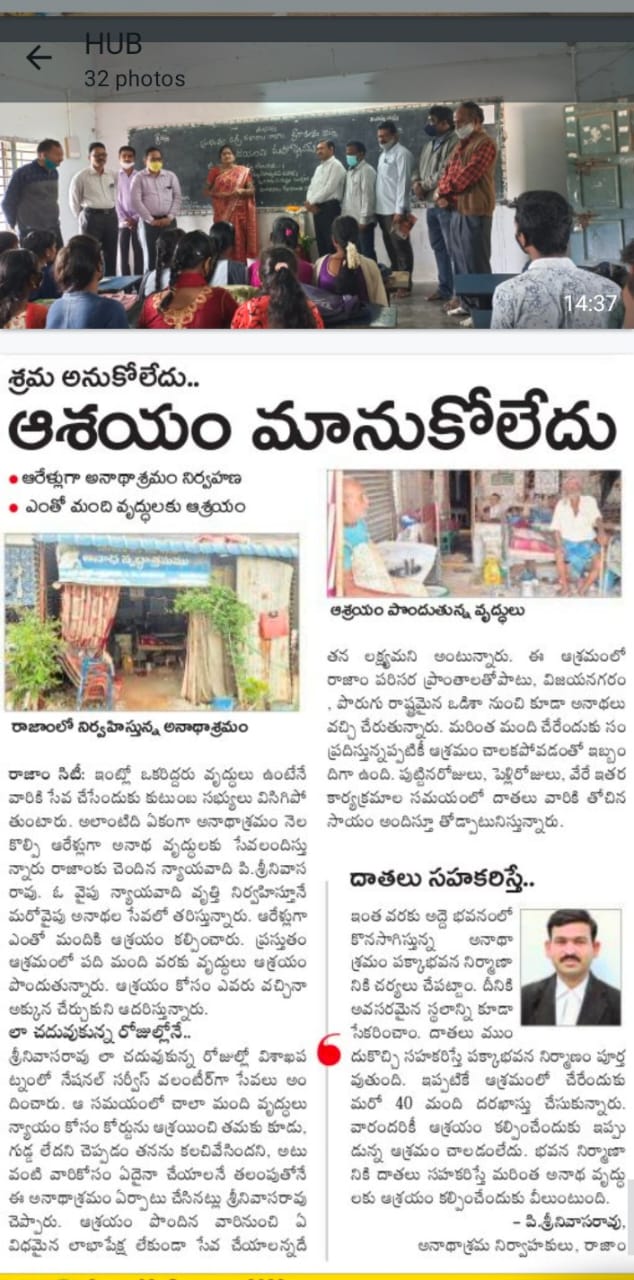 HUB
32 photos
14:37
శ్రమ అనుకోలేదు..
ఆశయం మానుకోలేదు
• ఆరేళ్లుగా అనాథాశ్రమం నిర్వహణ
• ఎంతో మంది వృద్ధులకు ఆశ్రయం
అనాథ వృద్ధాశ్రమము
రాజాంలో నిర్వహిస్తున్న అనాథాశ్రమం
రాజాం సిటీ: ఇంట్లో ఒకరిద్దరు వృద్ధులు ఉంటేనే
వారికి సేవ చేసేందుకు కుటుంబ సభ్యులు విసిగిపో
తుంటారు. అలాంటిది ఏకంగా అనాథాశ్రమం నెల
కొల్పి ఆరేళ్లుగా అనాథ వృద్ధులకు సేవలందిస్తు
న్నారు రాజాంకు చెందిన న్యాయవాది పి.శ్రీనివాస
రావు. ఓ వైపు న్యాయవాది వృత్తి నిర్వహిస్తూనే
మరోవైపు అనాథల సేవలో తరిస్తున్నారు. ఆరేళ్లుగా
ఎంతో మందికి ఆశ్రయం కల్పించారు. ప్రస్తుతం
ఆశ్రమంలో పది మంది వరకు వృద్ధులు ఆశ్రయం
పొందుతున్నారు. ఆశ్రయం కోసం ఎవరు వచ్చినా
అక్కున చేర్చుకుని ఆదరిస్తున్నారు.
లా చదువుకున్న రోజుల్లోనే..
శ్రీనివాసరావు లా చదువుకున్న రోజుల్లో విశాఖప
ట్నంలో నేషనల్ సర్వీస్ వలంటీర్‌గా సేవలు అం
దించారు. ఆ సమయంలో చాలా మంది వృద్ధులు
న్యాయం కోసం కోర్టును ఆశ్రయించి తమకు కూడు,
గుడ్డ లేదని చెప్పడం తనను కలచివేసిందని, అటు
వంటి వారికోసం ఏదైనా చేయాలనే తలంపుతోనే
ఈ అనాథాశ్రమం ఏర్పాటు చేసినట్లు శ్రీనివాసరావు
చెప్పారు. ఆశ్రయం పొందిన వారినుంచి ఏ
విధమైన లాభాపేక్ష లేకుండా సేవ చేయాలన్నదే
ఆశ్రయం పొందుతున్న వృద్ధులు
తన లక్ష్యమని అంటున్నారు. ఈ ఆశ్రమంలో
రాజాం పరిసర ప్రాంతాలతోపాటు, విజయనగరం
, పొరుగు రాష్ట్రమైన ఒడిశా నుంచి కూడా అనాథలు
వచ్చి చేరుతున్నారు. మరింత మంది చేరేందుకు సం
ప్రదిస్తున్నప్పటికీ ఆశ్రమం చాలకపోవడంతో ఇబ్బం
దిగా ఉంది. పుట్టినరోజులు, పెళ్లిరోజులు, వేరే ఇతర
కార్యక్రమాల సమయంలో దాతలు వారికి తోచిన
సాయం అందిస్తూ తోడ్పాటునిస్తున్నారు.
దాతలు సహకరిస్తే..
ఇంత వరకు అద్దె భవనంలో
కొనసాగిస్తున్న అనాథా
శ్రమం పక్కాభవన నిర్మాణా
నికి చర్యలు చేపట్టాం. దీనికి
అవసరమైన స్థలాన్ని కూడా
సేకరించాం. దాతలు ముం
దుకొచ్చి సహకరిస్తే పక్కాభవన నిర్మాణం పూర్త
వుతుంది. ఇప్పటికే ఆశ్రమంలో చేరేందుకు
మరో 40 మంది దరఖాస్తు చేసుకున్నారు.
వారందరికీ ఆశ్రయం కల్పించేందుకు ఇప్పు
డున్న ఆశ్రమం చాలడంలేదు. భవన నిర్మాణా
నికి దాతలు సహకరిస్తే మరింత అనాథ వృద్ధు
లకు ఆశ్రయం కల్పించేందుకు వీలుంటుంది.
– పి.శ్రీనివాసరావు,
అనాథాశ్రమ నిర్వాహకులు, రాజాం